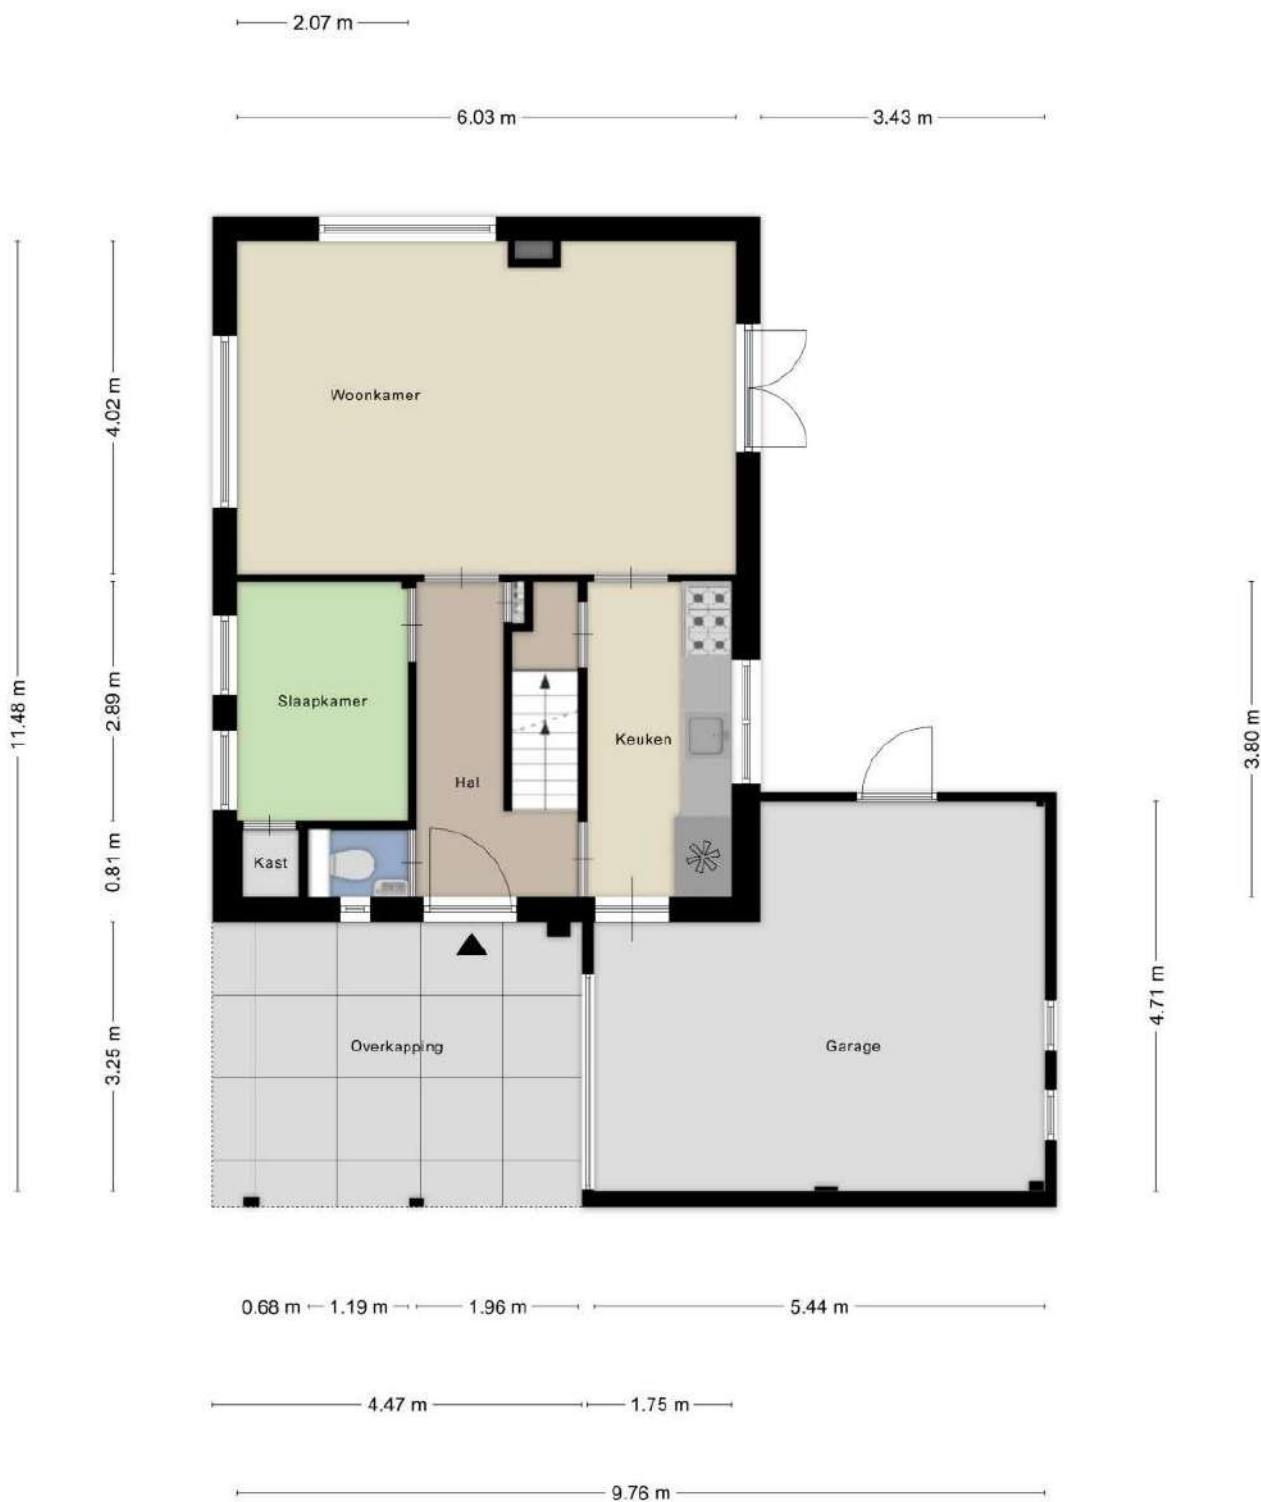 2.07 m
6.03 m
3.43 m
4.02 m
Woonkamer
11.48 m
2.89 m
Slaapkamer
Keuken
3.80 m
Hal
0.81 m
Kast
3.25 m
Overkapping
Garage
4.71 m
0.68 m
1.19 m
1.96 m
5.44 m
4.47 m
1.75 m
9.76 m